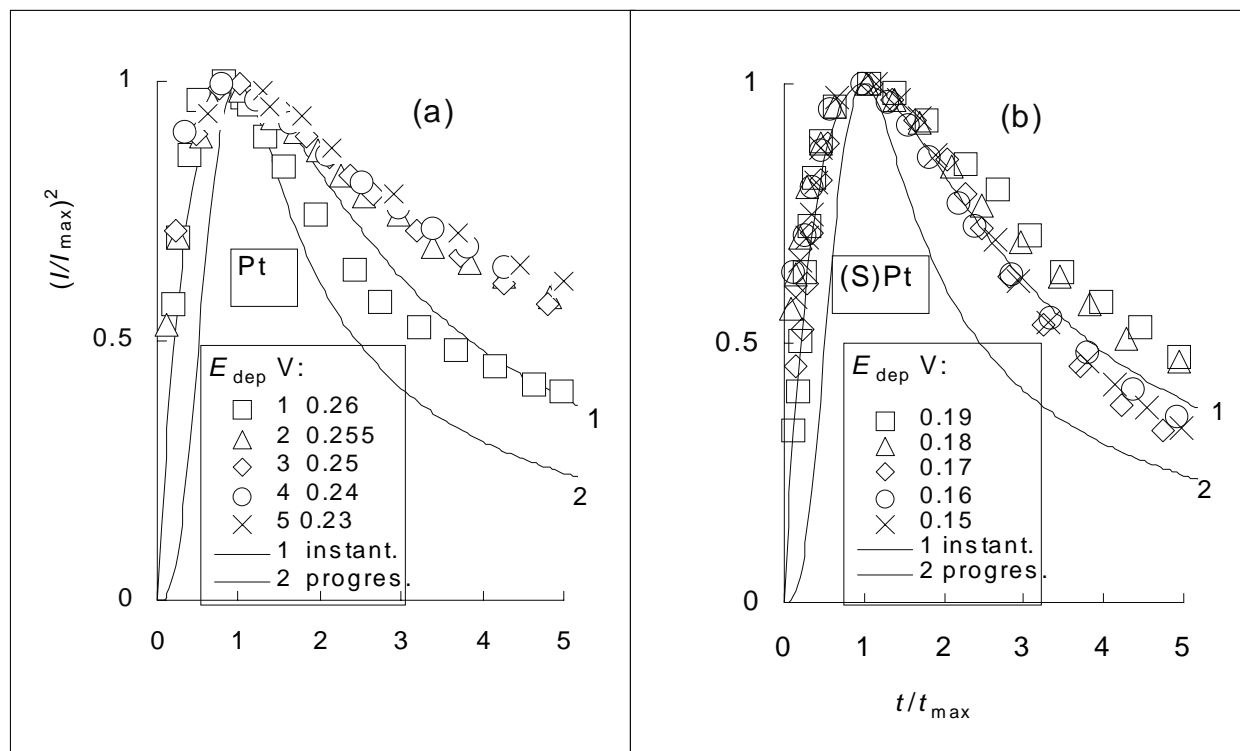 (a)
1
0.5
0
(I/Imax)2
Pt
Edep V:
1 0.26
2 0.255
3 0.25
4 0.24
5 0.23
1 instant.
2 progres.
1
2
0 1 2 3 4 5
(b)
1
0.5
0
(S)Pt
Edep V:
0.19
0.18
0.17
0.16
0.15
1 instant.
2 progres.
1
2
0 1 2 3 4 5
t/tmax